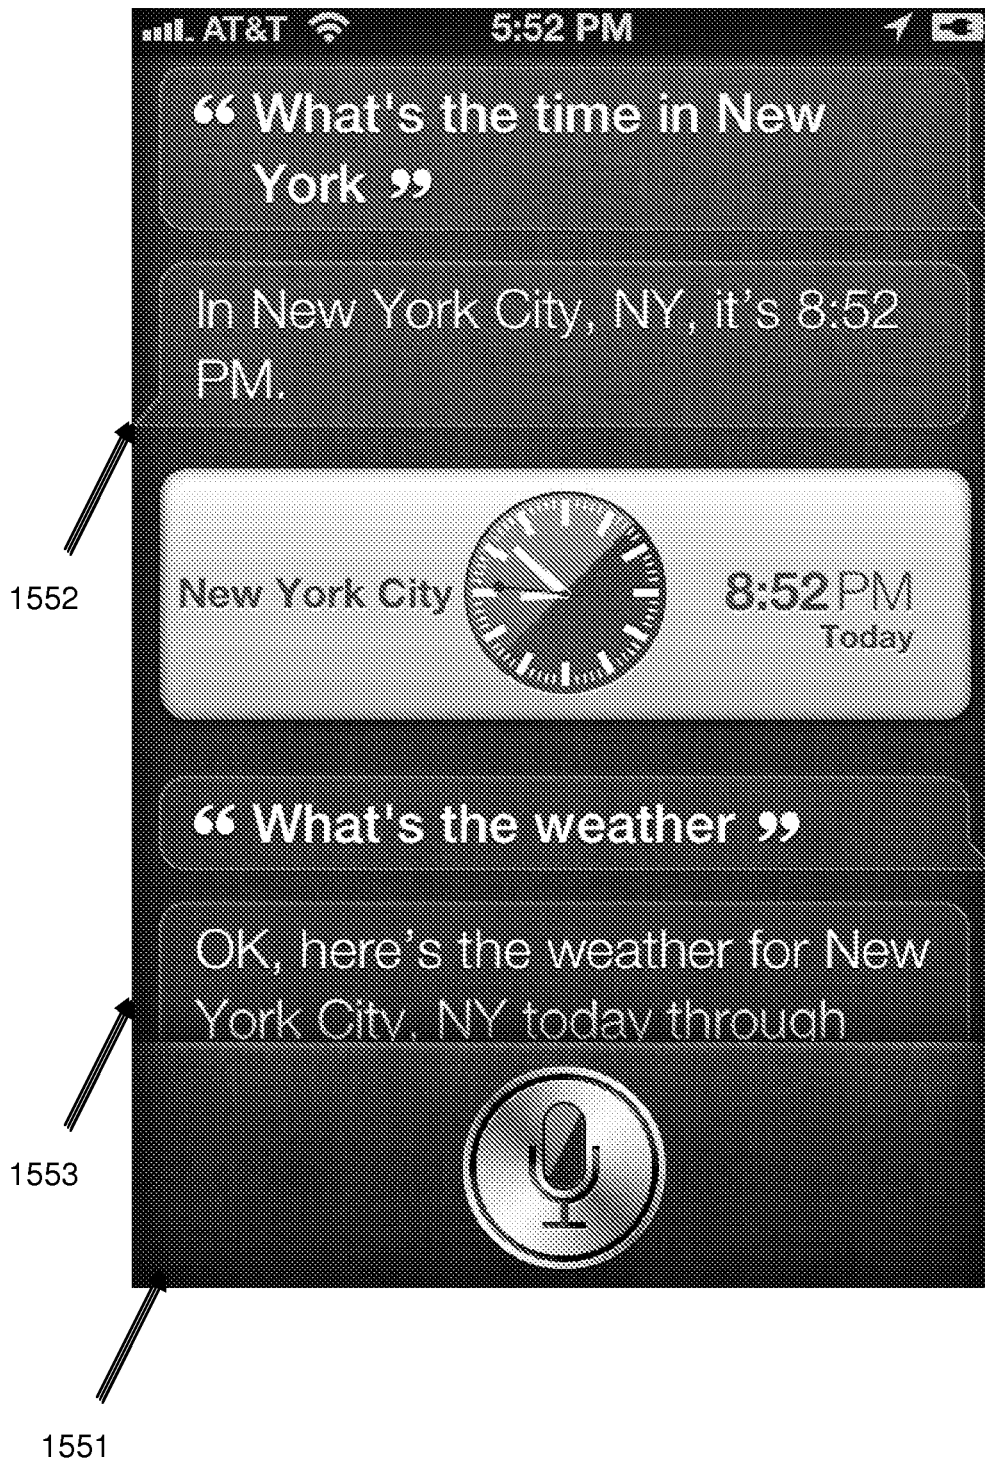 AT&T 5:52 PM
“ What's the time in New
York ”
In New York City, NY, it's 8:52
PM.
1552
New York City 8:52 PM
Today
“ What's the weather ”
OK, here's the weather for New
York City, NY today through
1553
1551